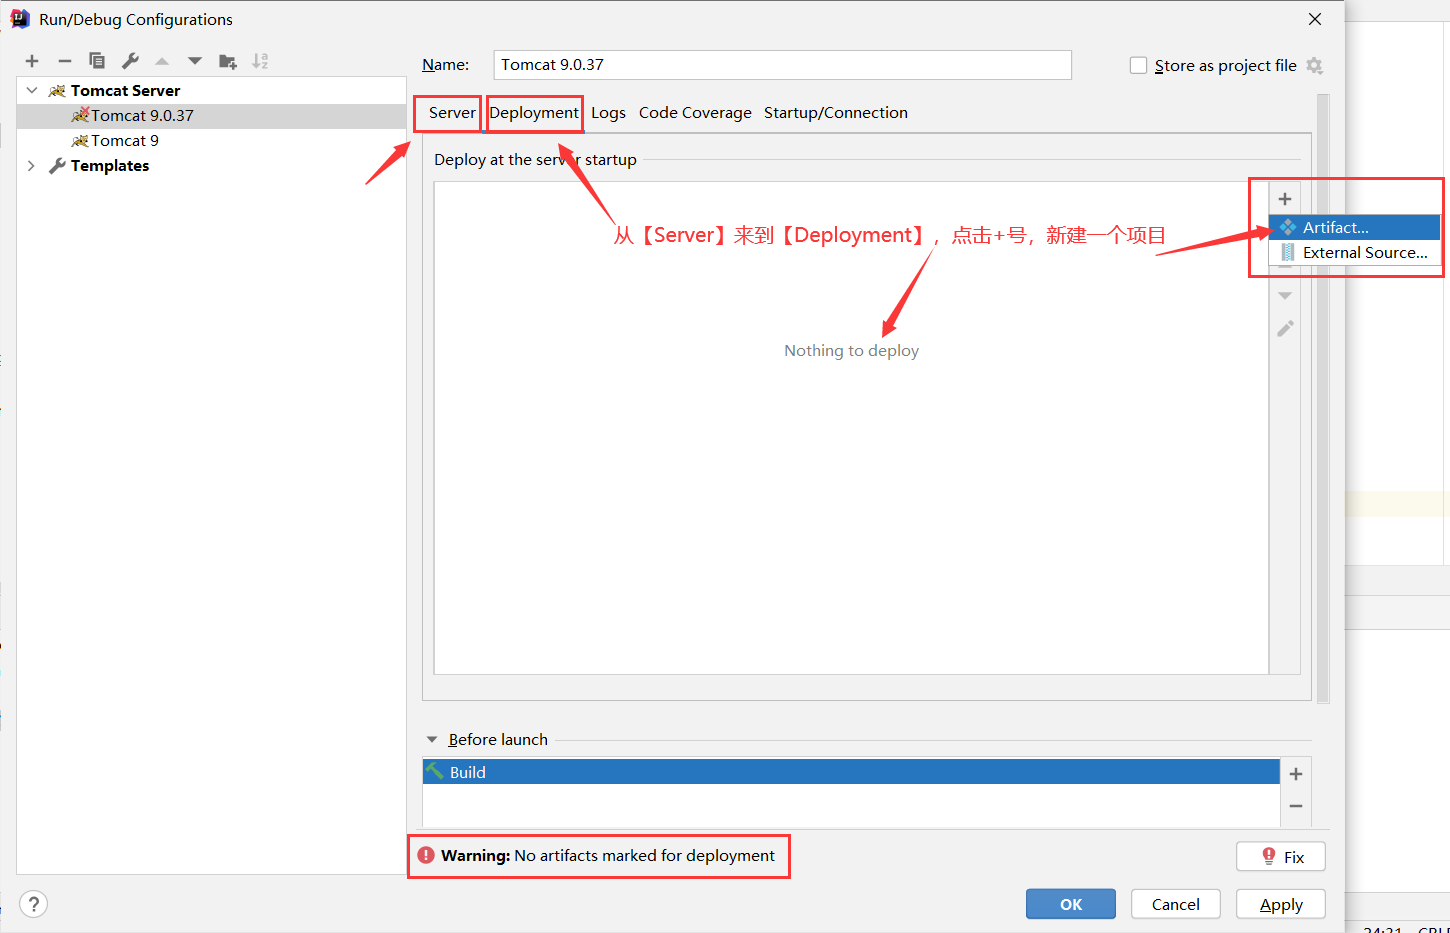 Run/Debug Configurations
Name:
Tomcat 9.0.37
Store as project file
Tomcat Server
Tomcat 9.0.37
Tomcat 9
Templates
Server
Deployment
Logs
Code Coverage
Startup/Connection
Deploy at the server startup
从【Server】来到【Deployment】，点击+号，新建一个项目
Artifact...
External Source...
Nothing to deploy
Before launch
Build
Warning: No artifacts marked for deployment
Fix
?
OK
Cancel
Apply